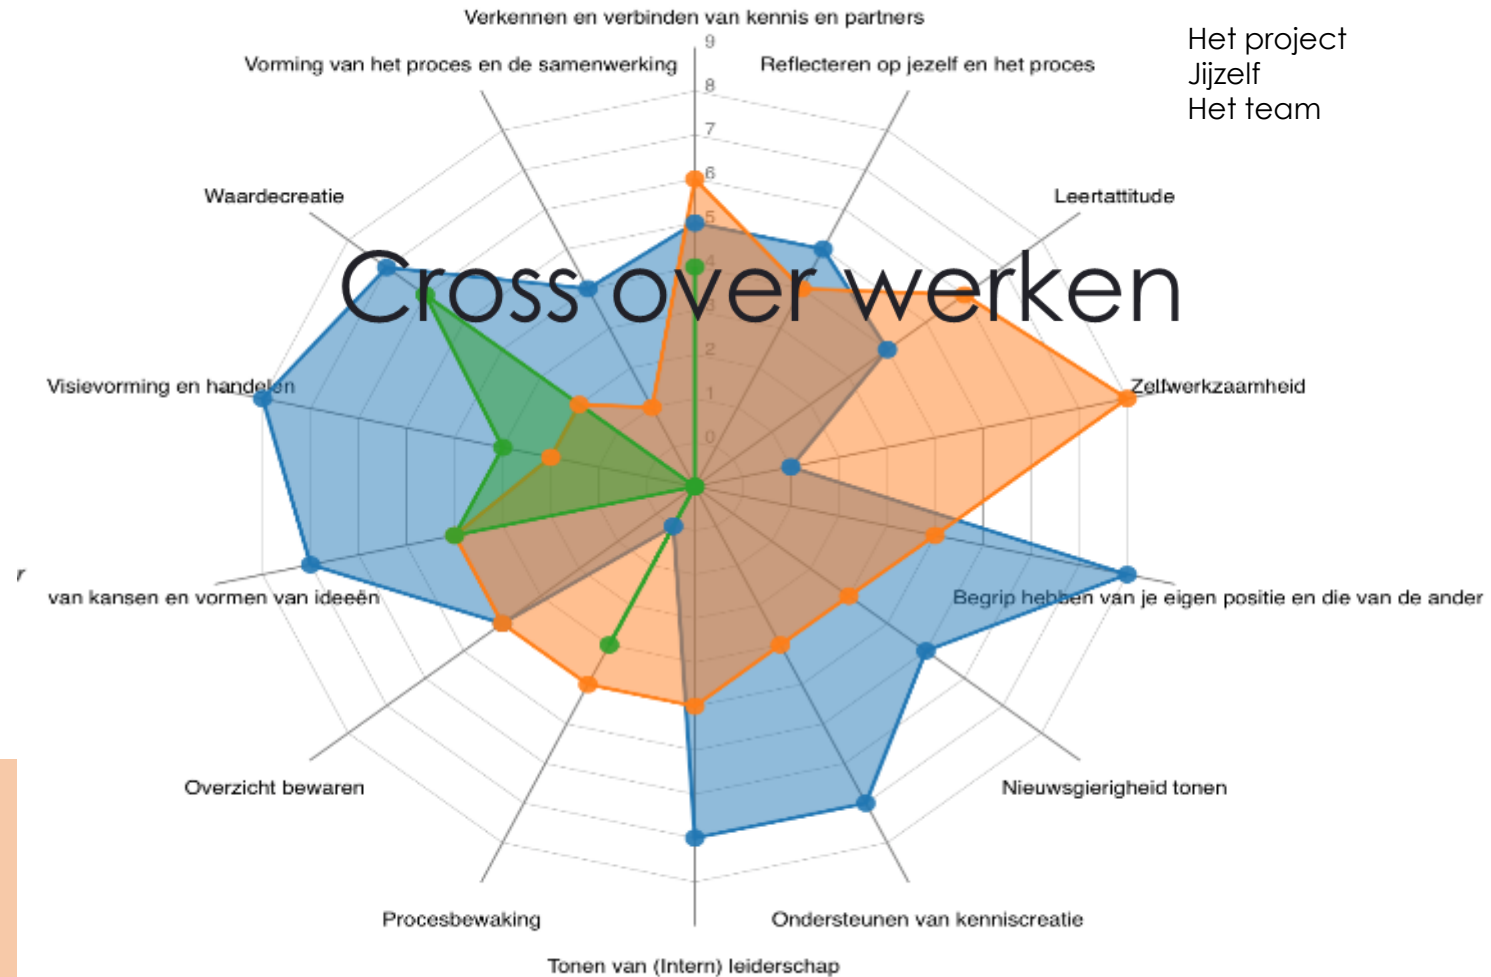 Verkennen en verbinden van kennis en partners
Het project
Jijzelf
Het team
9
Vorming van het proces en de samenwerking
Reflecteren op jezelf en het proces
8
7
6
Waardecreatie
Leertattitude
5
4
Cross over werken
3
2
Visievorming en handelen
Zelfwerkzaamheid
1
0
van kansen en vormen van ideeën
Begrip hebben van je eigen positie en die van de ander
Overzicht bewaren
Nieuwsgierigheid tonen
Procesbewaking
Ondersteunen van kenniscreatie
Tonen van (Intern) leiderschap